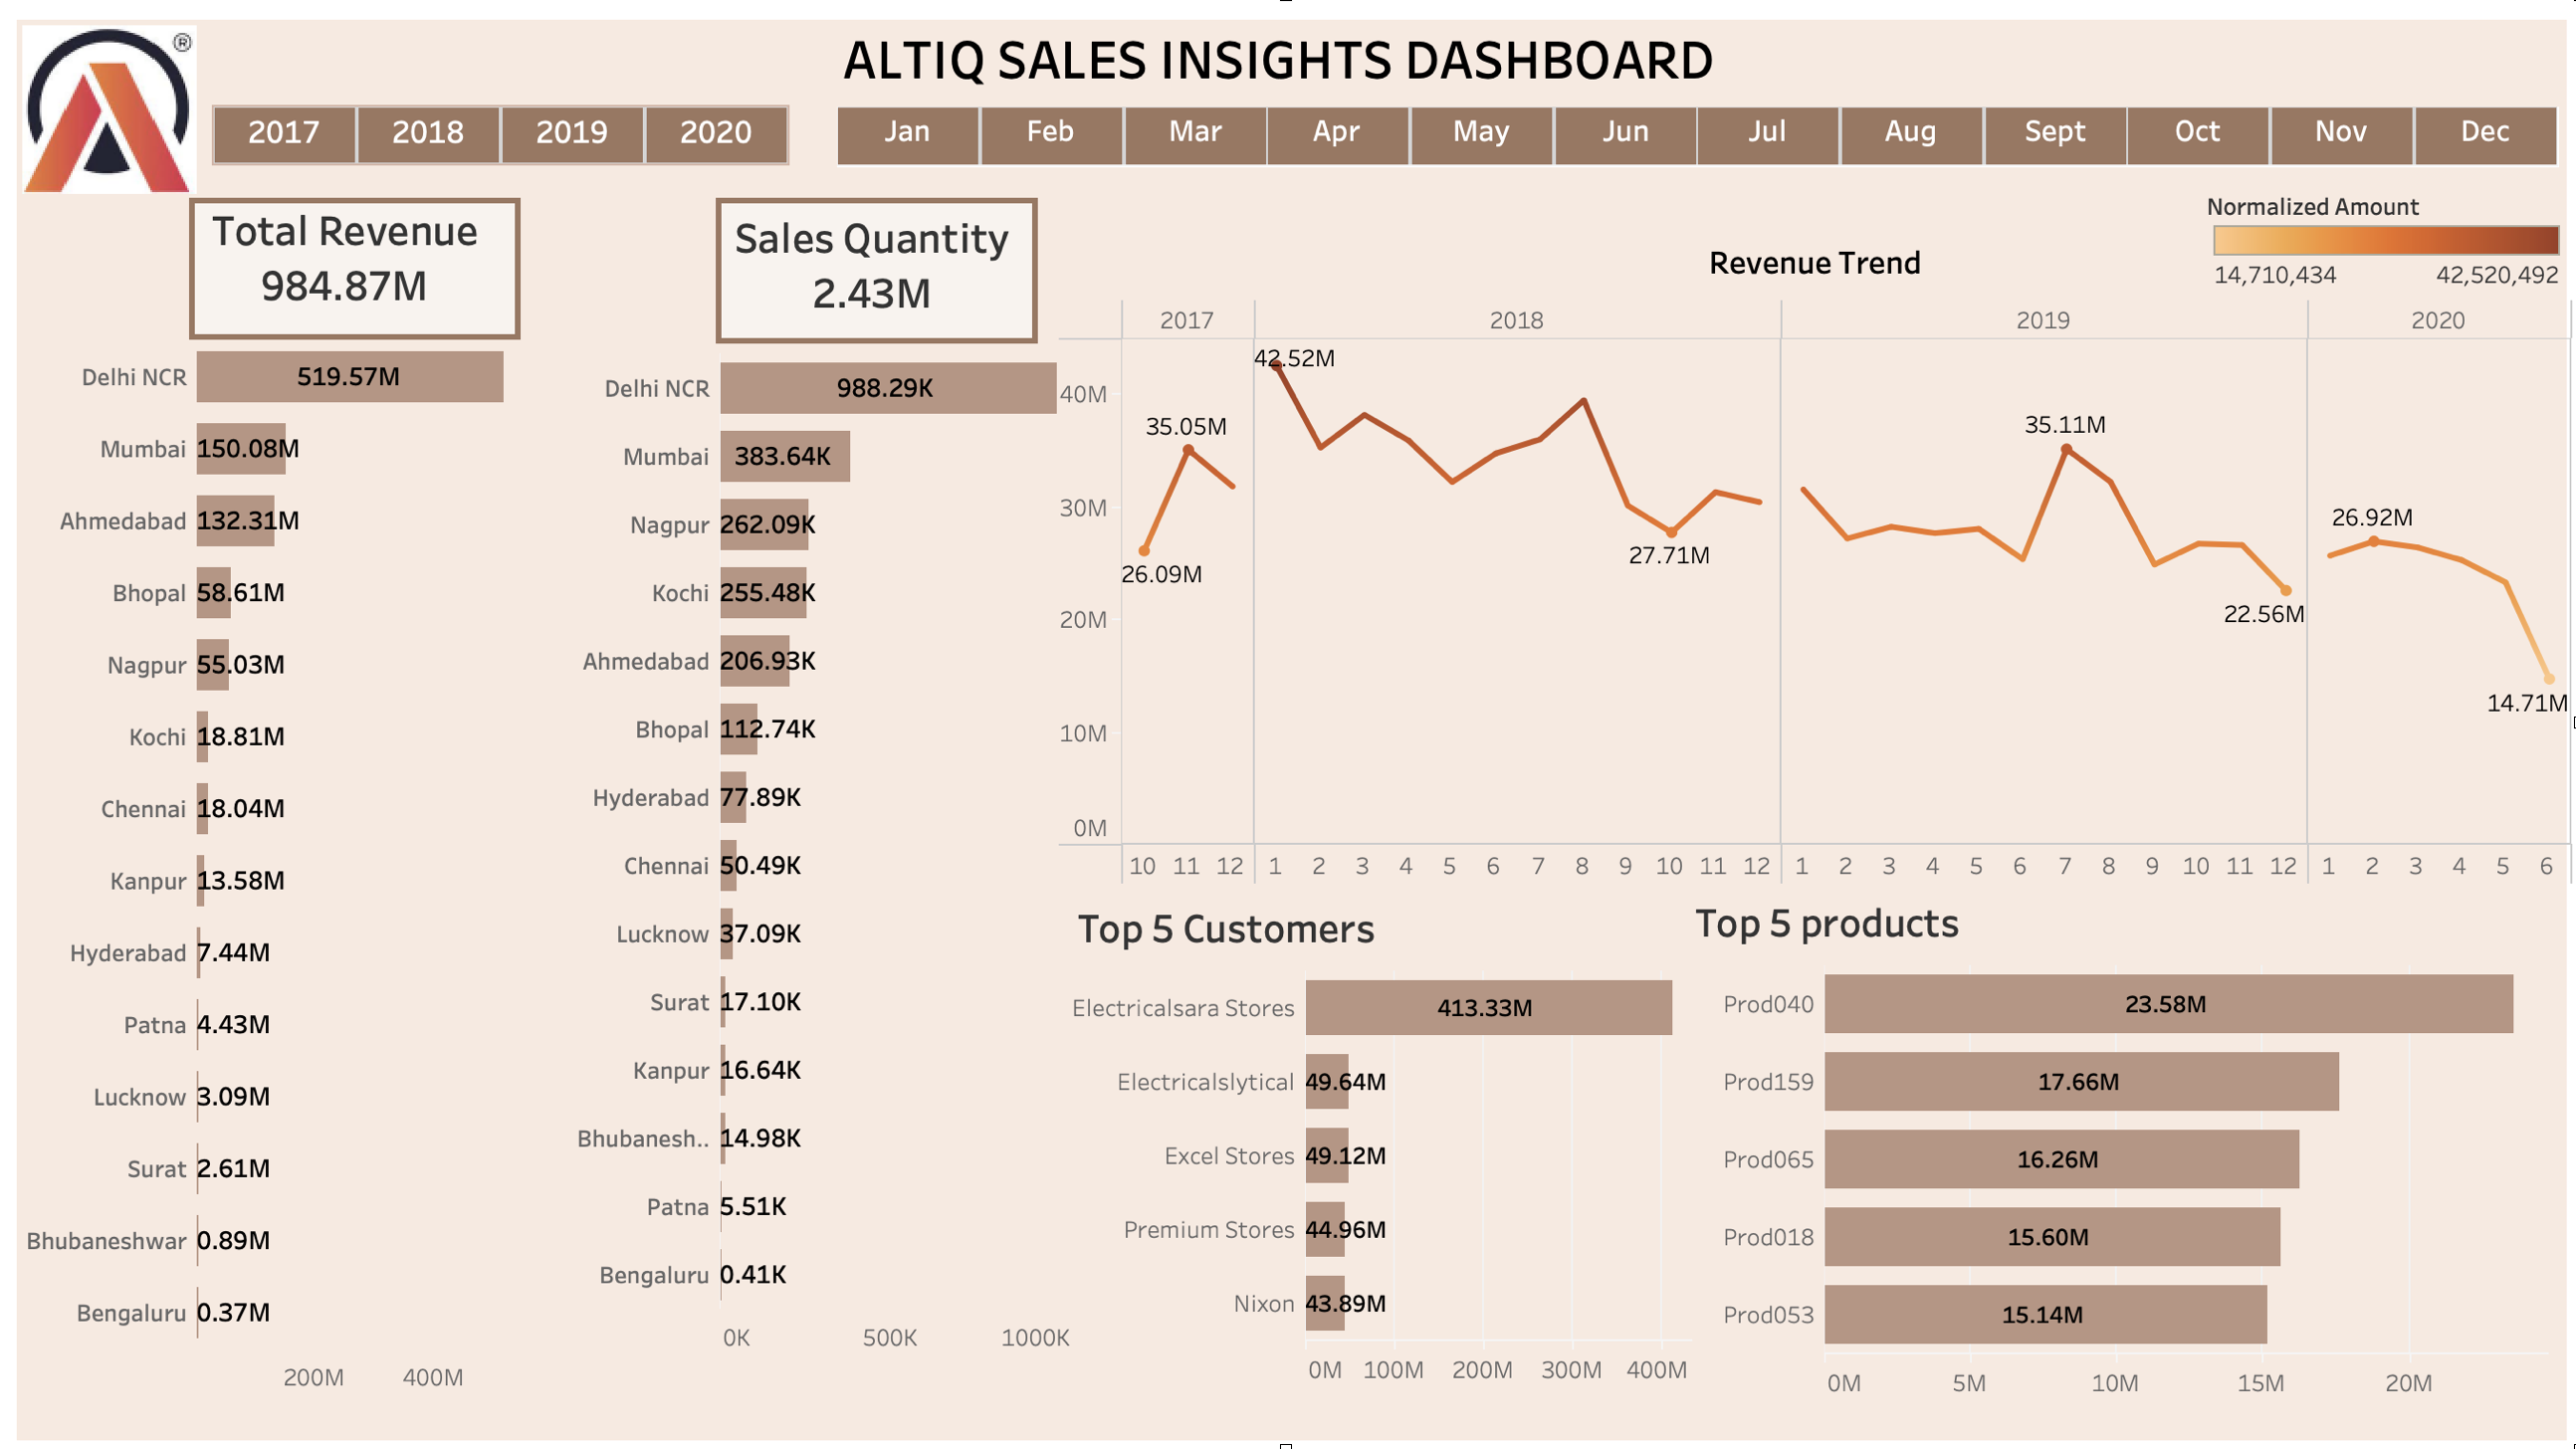 ®
ALTIQ SALES INSIGHTS DASHBOARD
2017 2018 2019 2020
Jan Feb Mar Apr May Jun Jul Aug Sept Oct Nov Dec
Total Revenue
984.87M
Delhi NCR 519.57M
Mumbai 150.08M
Ahmedabad 132.31M
Bhopal 58.61M
Nagpur 55.03M
Kochi 18.81M
Chennai 18.04M
Kanpur 13.58M
Hyderabad 7.44M
Patna 4.43M
Lucknow 3.09M
Surat 2.61M
Bhubaneshwar 0.89M
Bengaluru 0.37M
200M 400M
Sales Quantity
2.43M
Delhi NCR 988.29K
Mumbai 383.64K
Nagpur 262.09K
Kochi 255.48K
Ahmedabad 206.93K
Bhopal 112.74K
Hyderabad 77.89K
Chennai 50.49K
Lucknow 37.09K
Surat 17.10K
Kanpur 16.64K
Bhubanesh.. 14.98K
Patna 5.51K
Bengaluru 0.41K
0K 500K 1000K
Normalized Amount
14,710,434 42,520,492
Revenue Trend
2017 2018 2019 2020
42.52M
40M
35.05M 35.11M
30M
26.92M
27.71M
26.09M
20M
22.56M
14.71M
10M
0M
10 11 12 1 2 3 4 5 6 7 8 9 10 11 12 1 2 3 4 5 6 7 8 9 10 11 12 1 2 3 4 5 6
Top 5 Customers
Electricalsara Stores 413.33M
Electricalslytical 49.64M
Excel Stores 49.12M
Premium Stores 44.96M
Nixon 43.89M
0M 100M 200M 300M 400M
Top 5 products
Prod040 23.58M
Prod159 17.66M
Prod065 16.26M
Prod018 15.60M
Prod053 15.14M
0M 5M 10M 15M 20M